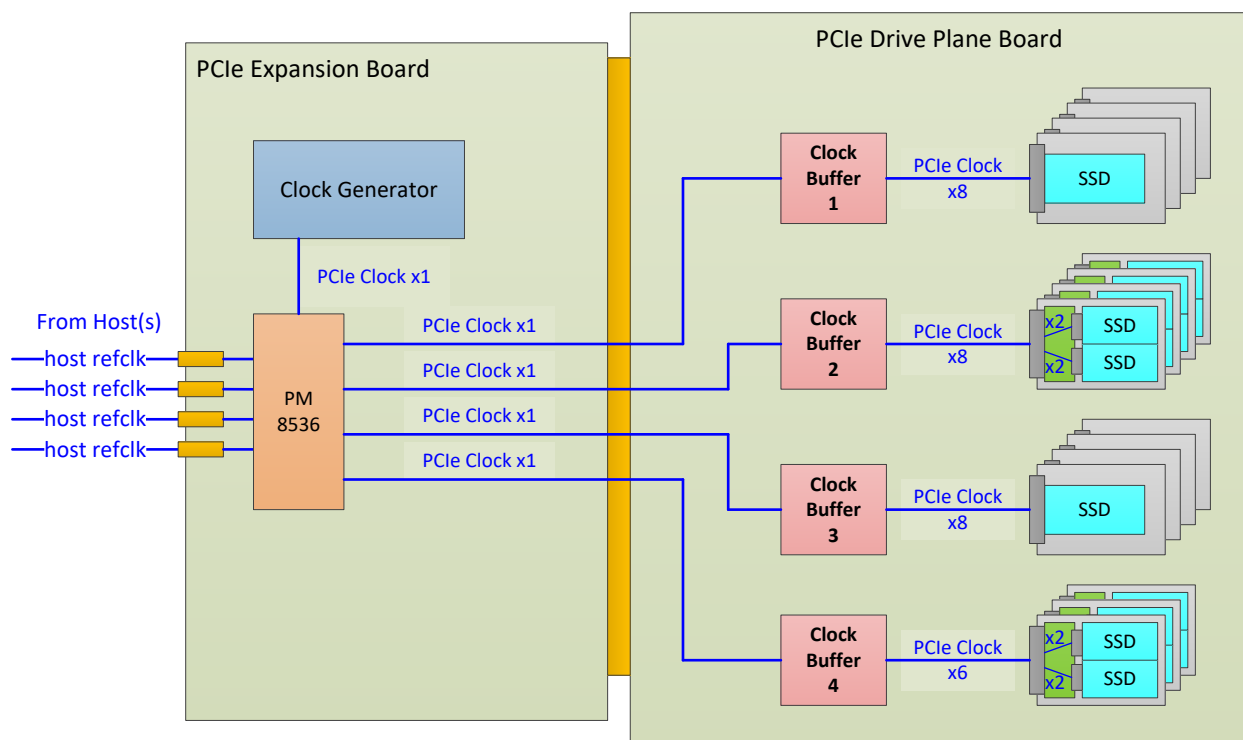 PCIe Drive Plane Board
PCIe Expansion Board
Clock Generator
PCIe Clock x1
From Host(s)
host refclk
host refclk
host refclk
host refclk
PM
8536
PCIe Clock x1
PCIe Clock x1
PCIe Clock x1
PCIe Clock x1
Clock
Buffer
1
PCIe Clock
x8
SSD
Clock
Buffer
2
PCIe Clock
x8
x2
x2
SSD
SSD
Clock
Buffer
3
PCIe Clock
x8
SSD
Clock
Buffer
4
PCIe Clock
x6
x2
x2
SSD
SSD